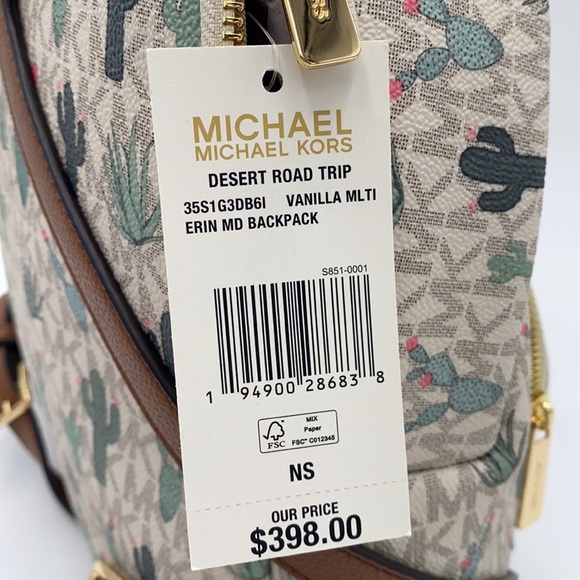 MICHAEL
MICHAEL KORS
DESERT ROAD TRIP
35S1G3DB6I VANILLA MLTI
ERIN MD BACKPACK
S851-0001
1 94900 28683 8
FSC
MIX
Paper
FSC™ C012345
NS
OUR PRICE
$398.00